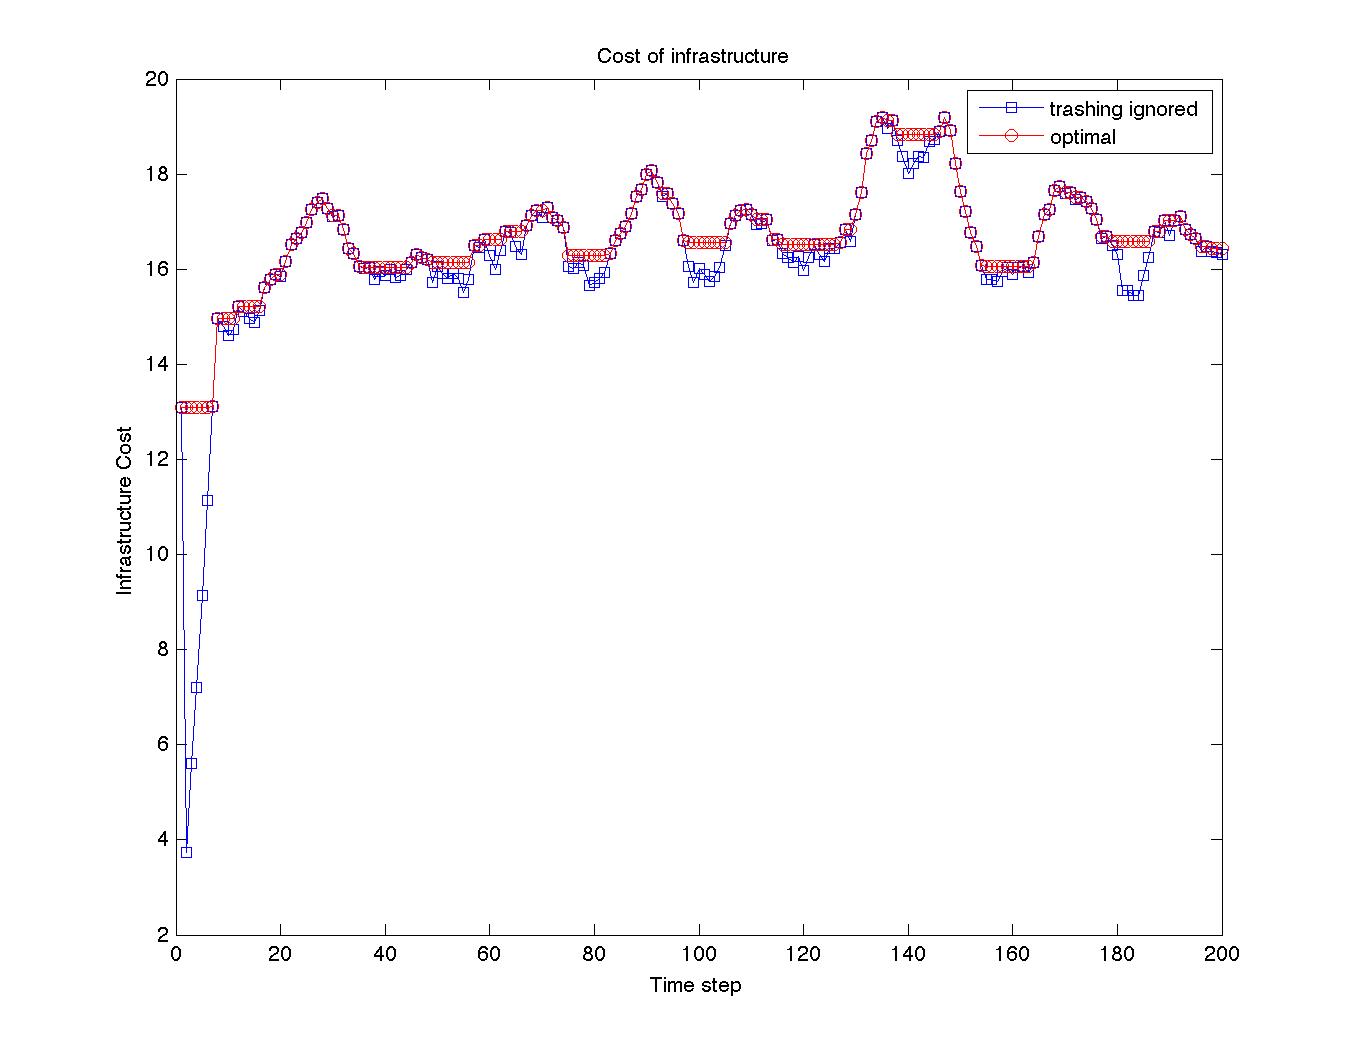 Cost of infrastructure
trashing ignored
optimal
20
18
16
14
12
10
8
6
4
2
Infrastructure Cost
0 20 40 60 80 100 120 140 160 180 200
Time step